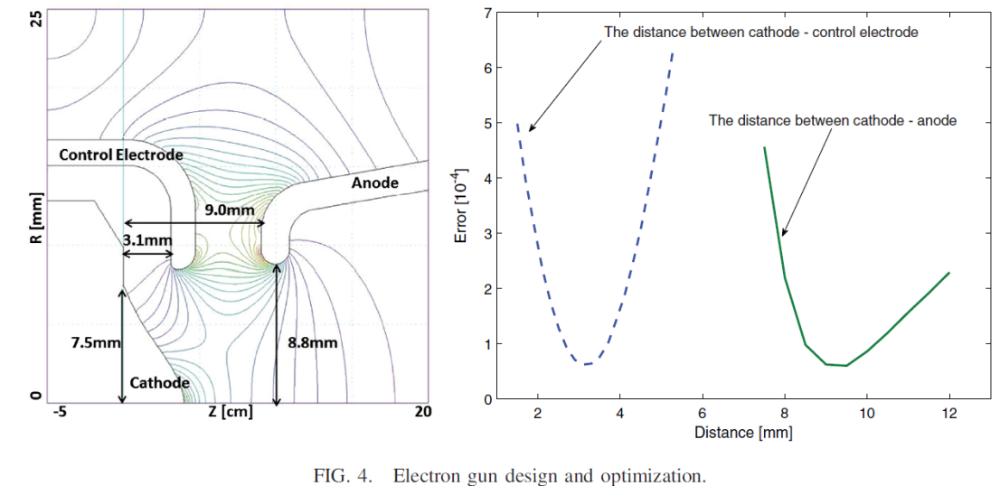 25
R [mm]
0
Control Electrode
Anode
9.0mm
3.1mm
7.5mm
8.8mm
Cathode
-5
Z [cm]
20
7
6
5
4
3
2
1
0
Error [10-4]
The distance between cathode - control electrode
The distance between cathode - anode
2
4
6
8
10
12
Distance [mm]
FIG. 4. Electron gun design and optimization.